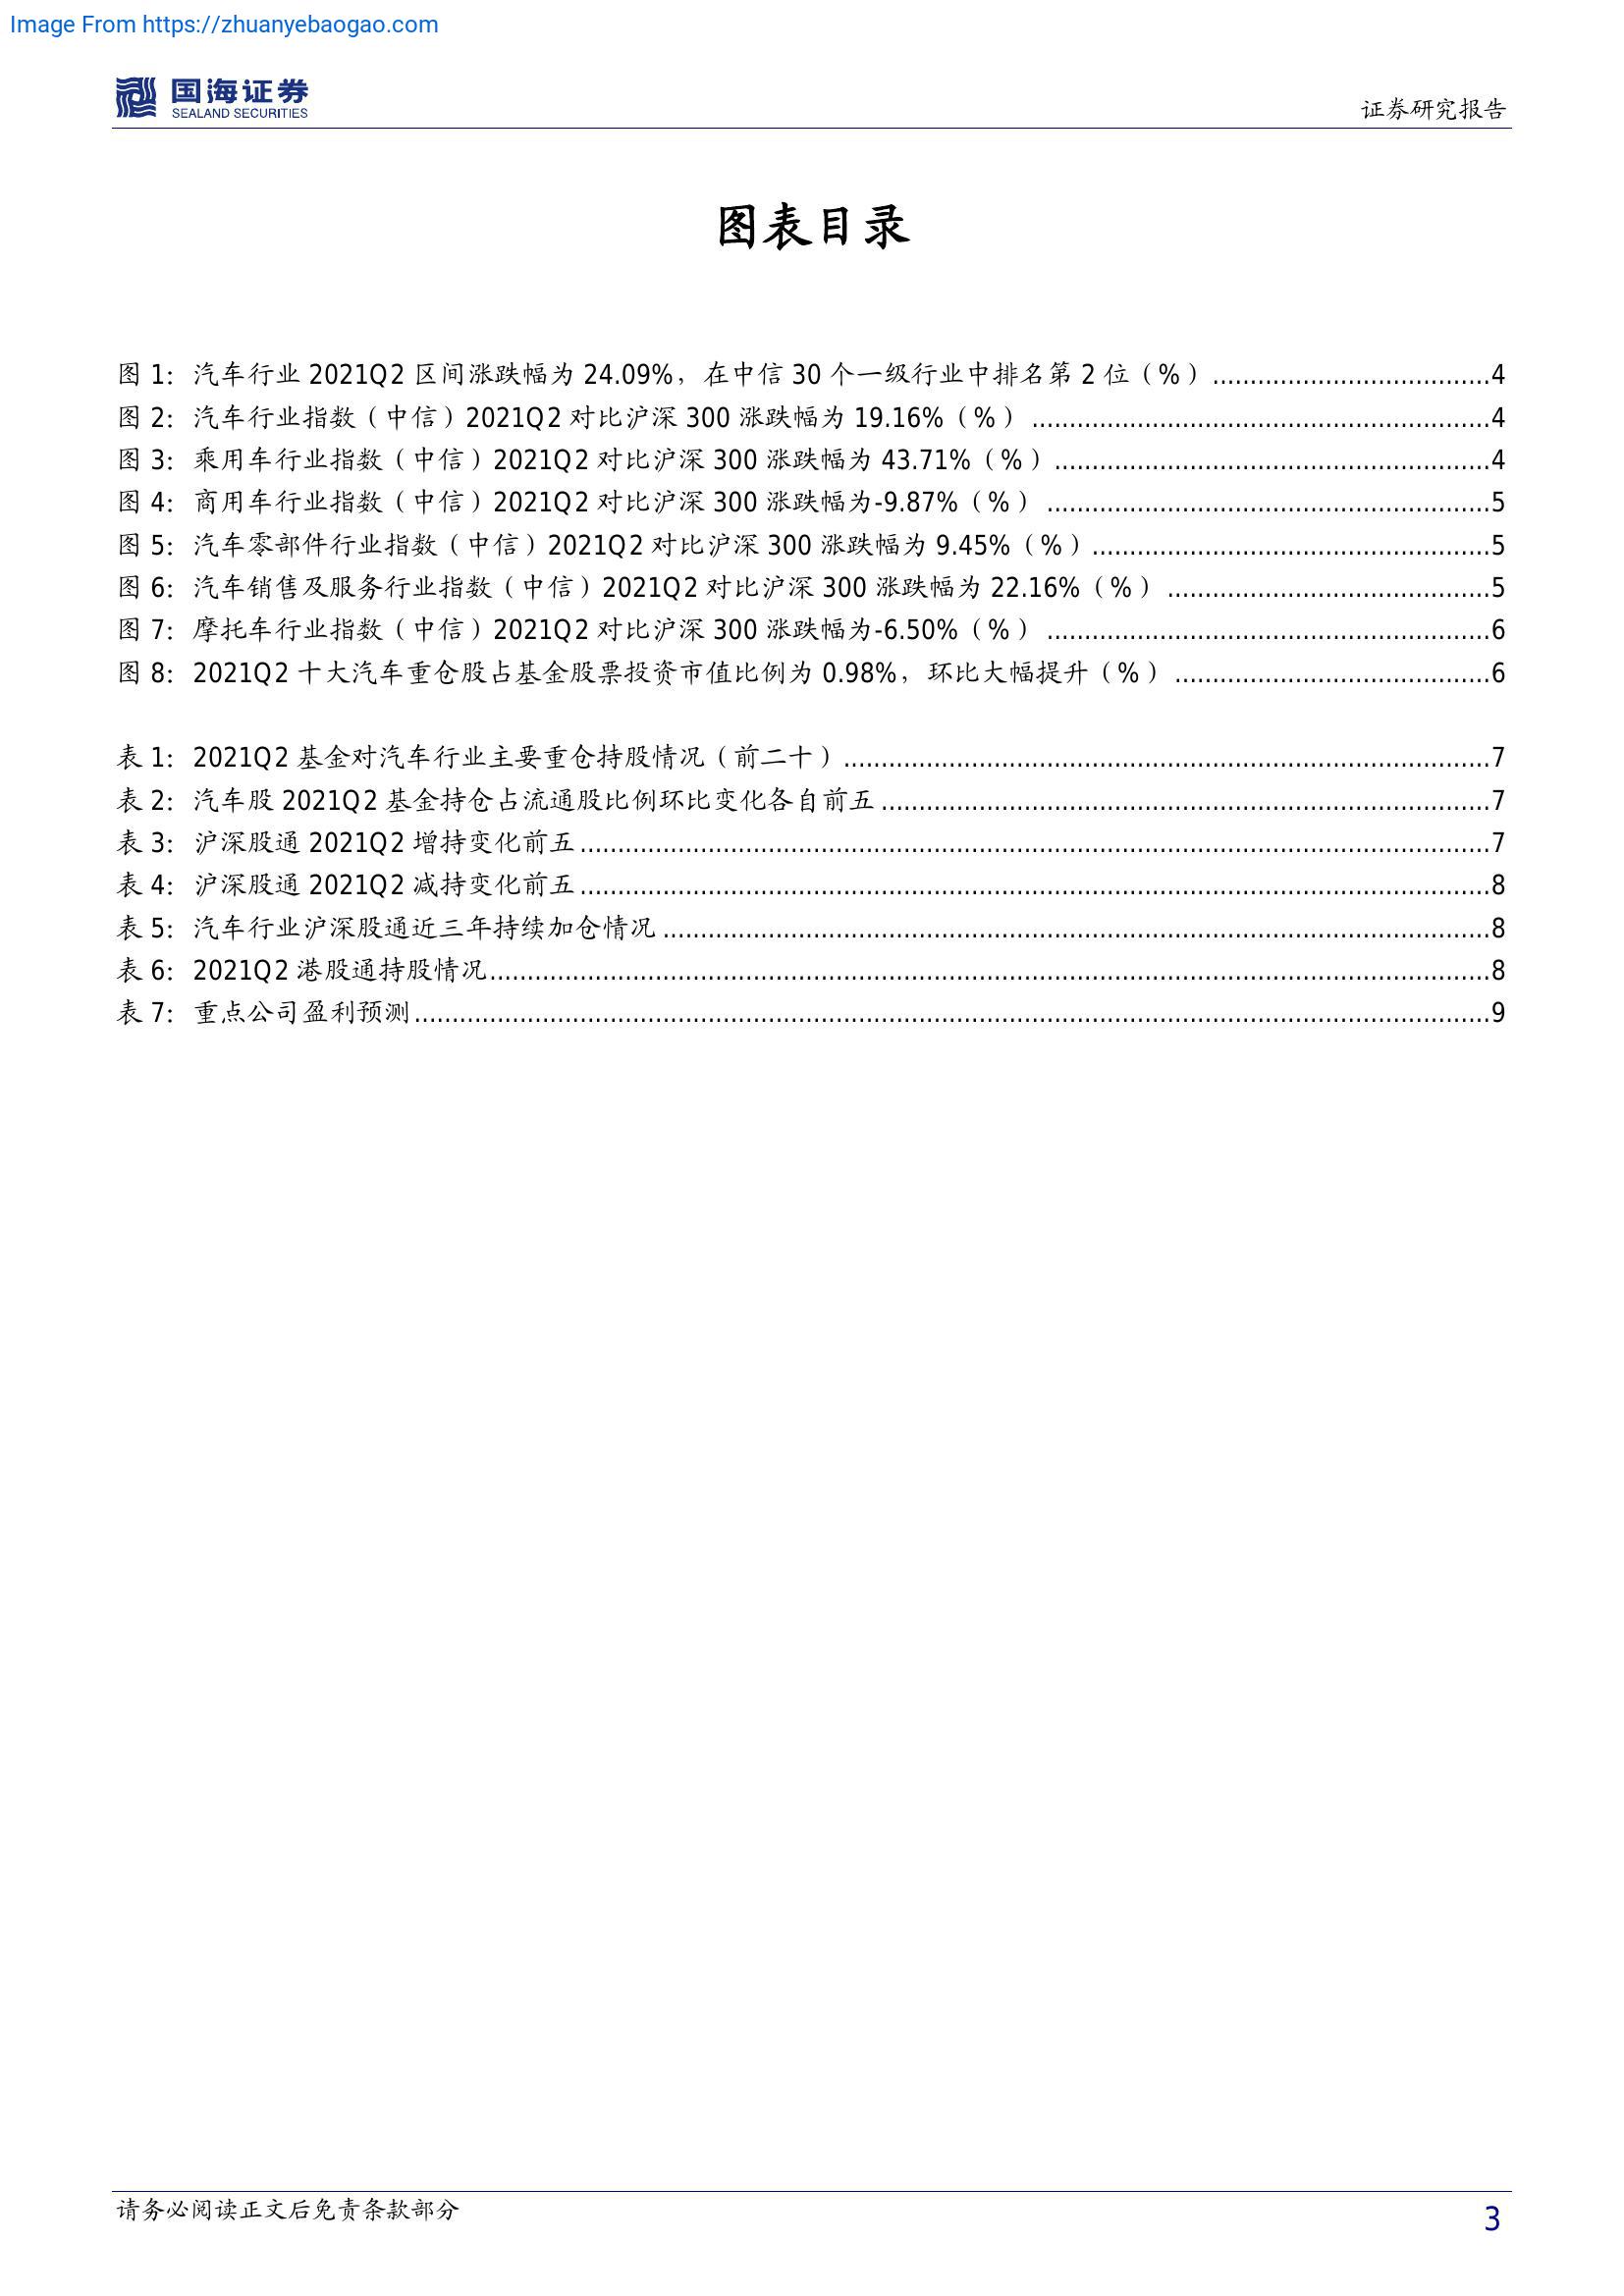 Image From https://zhuanyebaogao.com
国海证券
SEALAND SECURITIES
证券研究报告
图表目录
图 1：汽车行业 2021Q2 区间涨跌幅为 24.09%，在中信 30 个一级行业中排名第 2 位（%）....................................4
图 2：汽车行业指数（中信）2021Q2 对比沪深 300 涨跌幅为 19.16%（%）............................................................4
图 3：乘用车行业指数（中信）2021Q2 对比沪深 300 涨跌幅为 43.71%（%）.........................................................4
图 4：商用车行业指数（中信）2021Q2 对比沪深 300 涨跌幅为-9.87%（%）..........................................................5
图 5：汽车零部件行业指数（中信）2021Q2 对比沪深 300 涨跌幅为 9.45%（%）....................................................5
图 6：汽车销售及服务行业指数（中信）2021Q2 对比沪深 300 涨跌幅为 22.16%（%）..........................................5
图 7：摩托车行业指数（中信）2021Q2 对比沪深 300 涨跌幅为-6.50%（%）..........................................................6
图 8：2021Q2 十大汽车重仓股占基金股票投资市值比例为 0.98%，环比大幅提升（%）.........................................6
表 1：2021Q2 基金对汽车行业主要重仓持股情况（前二十）.....................................................................................7
表 2：汽车股 2021Q2 基金持仓占流通股比例环比变化各自前五................................................................................7
表 3：沪深股通 2021Q2 增持变化前五........................................................................................................................7
表 4：沪深股通 2021Q2 减持变化前五........................................................................................................................8
表 5：汽车行业沪深股通近三年持续加仓情况.............................................................................................................8
表 6：2021Q2 港股通持股情况....................................................................................................................................8
表 7：重点公司盈利预测..............................................................................................................................................9
请务必阅读正文后免责条款部分
3